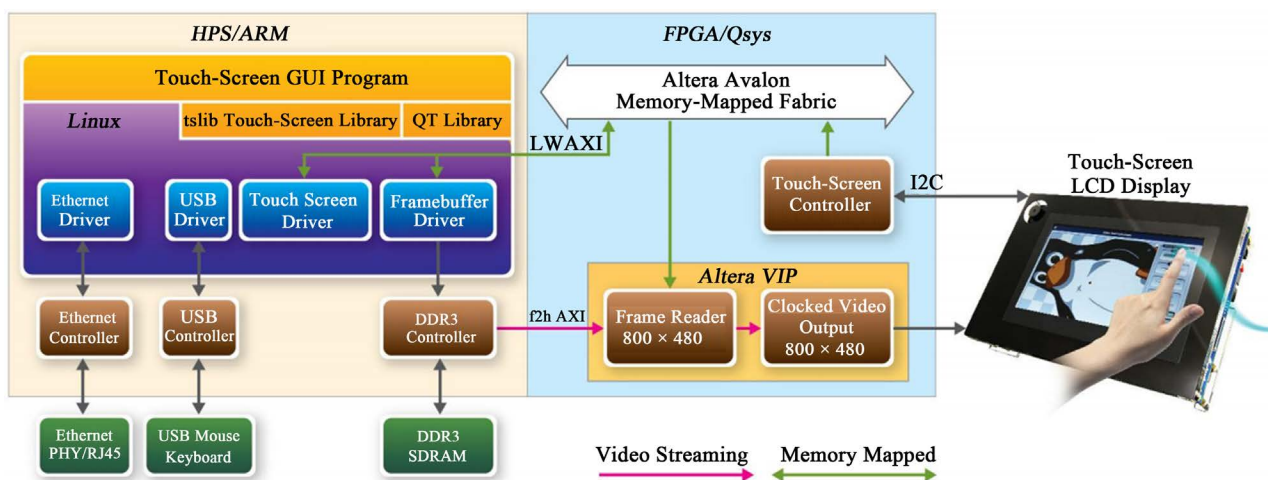 HPS/ARM
FPGA/Qsys
Touch-Screen GUI Program
Linux
tslib Touch-Screen Library
QT Library
Altera Avalon
Memory-Mapped Fabric
LWAXI
Ethernet
Driver
USB
Driver
Touch Screen
Driver
Framebuffer
Driver
Touch-Screen
Controller
I2C
Touch-Screen
LCD Display
Altera VIP
Ethernet
Controller
USB
Controller
DDR3
Controller
f2h AXI
Frame Reader
800 × 480
Clocked Video
Output
800 × 480
Ethernet
PHY/RJ45
USB Mouse
Keyboard
DDR3
SDRAM
Video Streaming
Memory Mapped